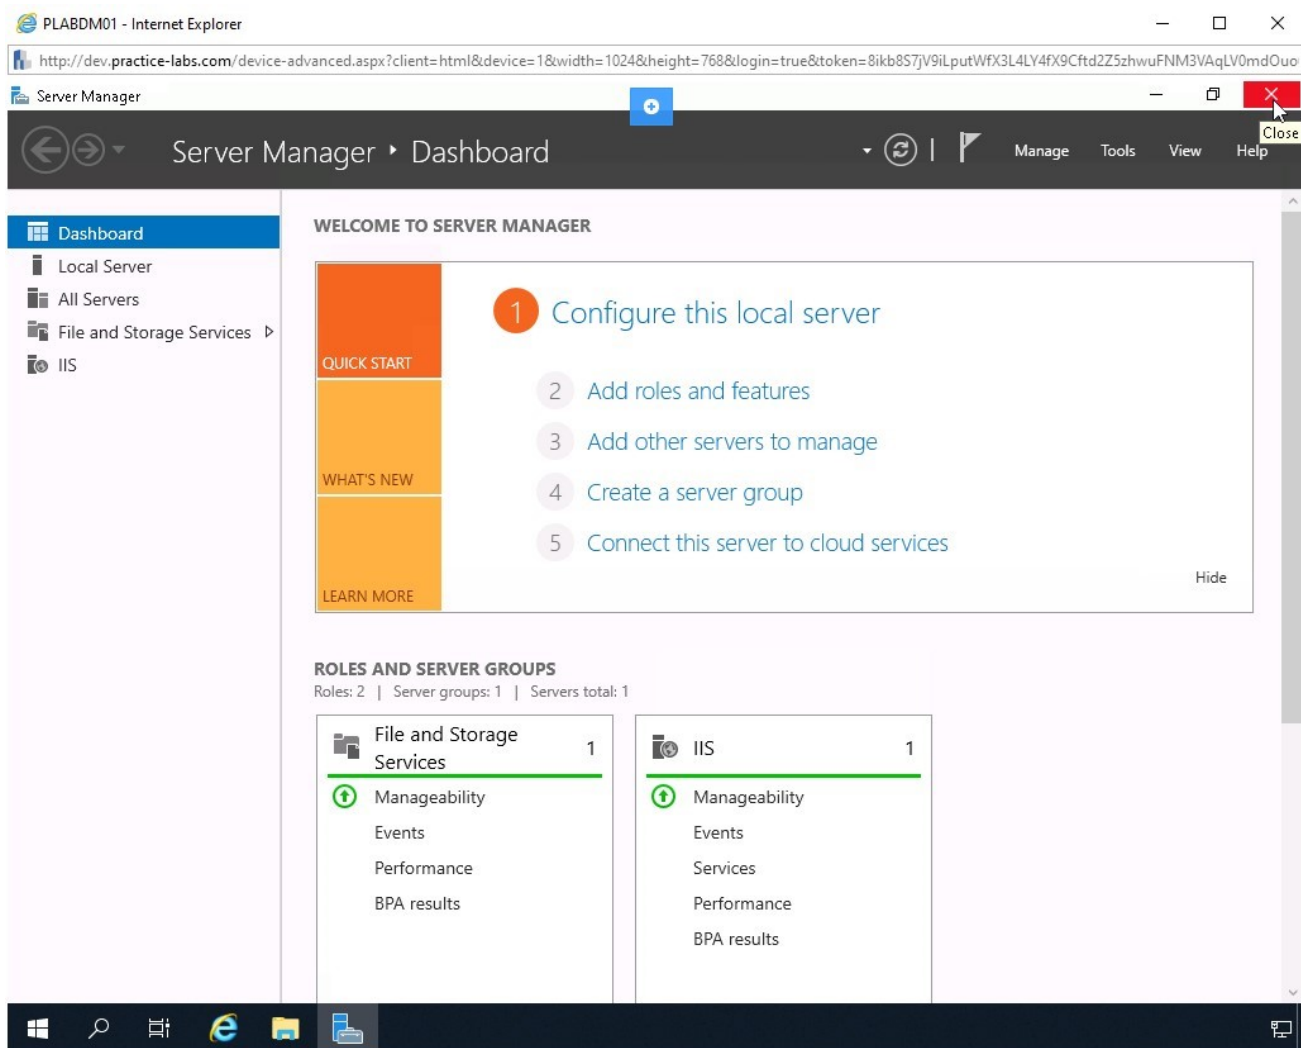 PLABDM01 - Internet Explorer
http://dev.practice-labs.com/device-advanced.aspx?client=html&device=1&width=1024&height=768&login=true&token=8ikb8S7jV9iLputWfX3L4LY4fX9Cftd2Z5zhwuFNM3VAqLV0mdOuo
Server Manager
Close
Server Manager ‣ Dashboard
Manage Tools View Help
Dashboard
Local Server
All Servers
File and Storage Services
IIS
WELCOME TO SERVER MANAGER
QUICK START
WHAT'S NEW
LEARN MORE
1 Configure this local server
2 Add roles and features
3 Add other servers to manage
4 Create a server group
5 Connect this server to cloud services
Hide
ROLES AND SERVER GROUPS
Roles: 2 | Server groups: 1 | Servers total: 1
File and Storage
Services 1
Manageability
Events
Performance
BPA results
IIS 1
Manageability
Events
Services
Performance
BPA results